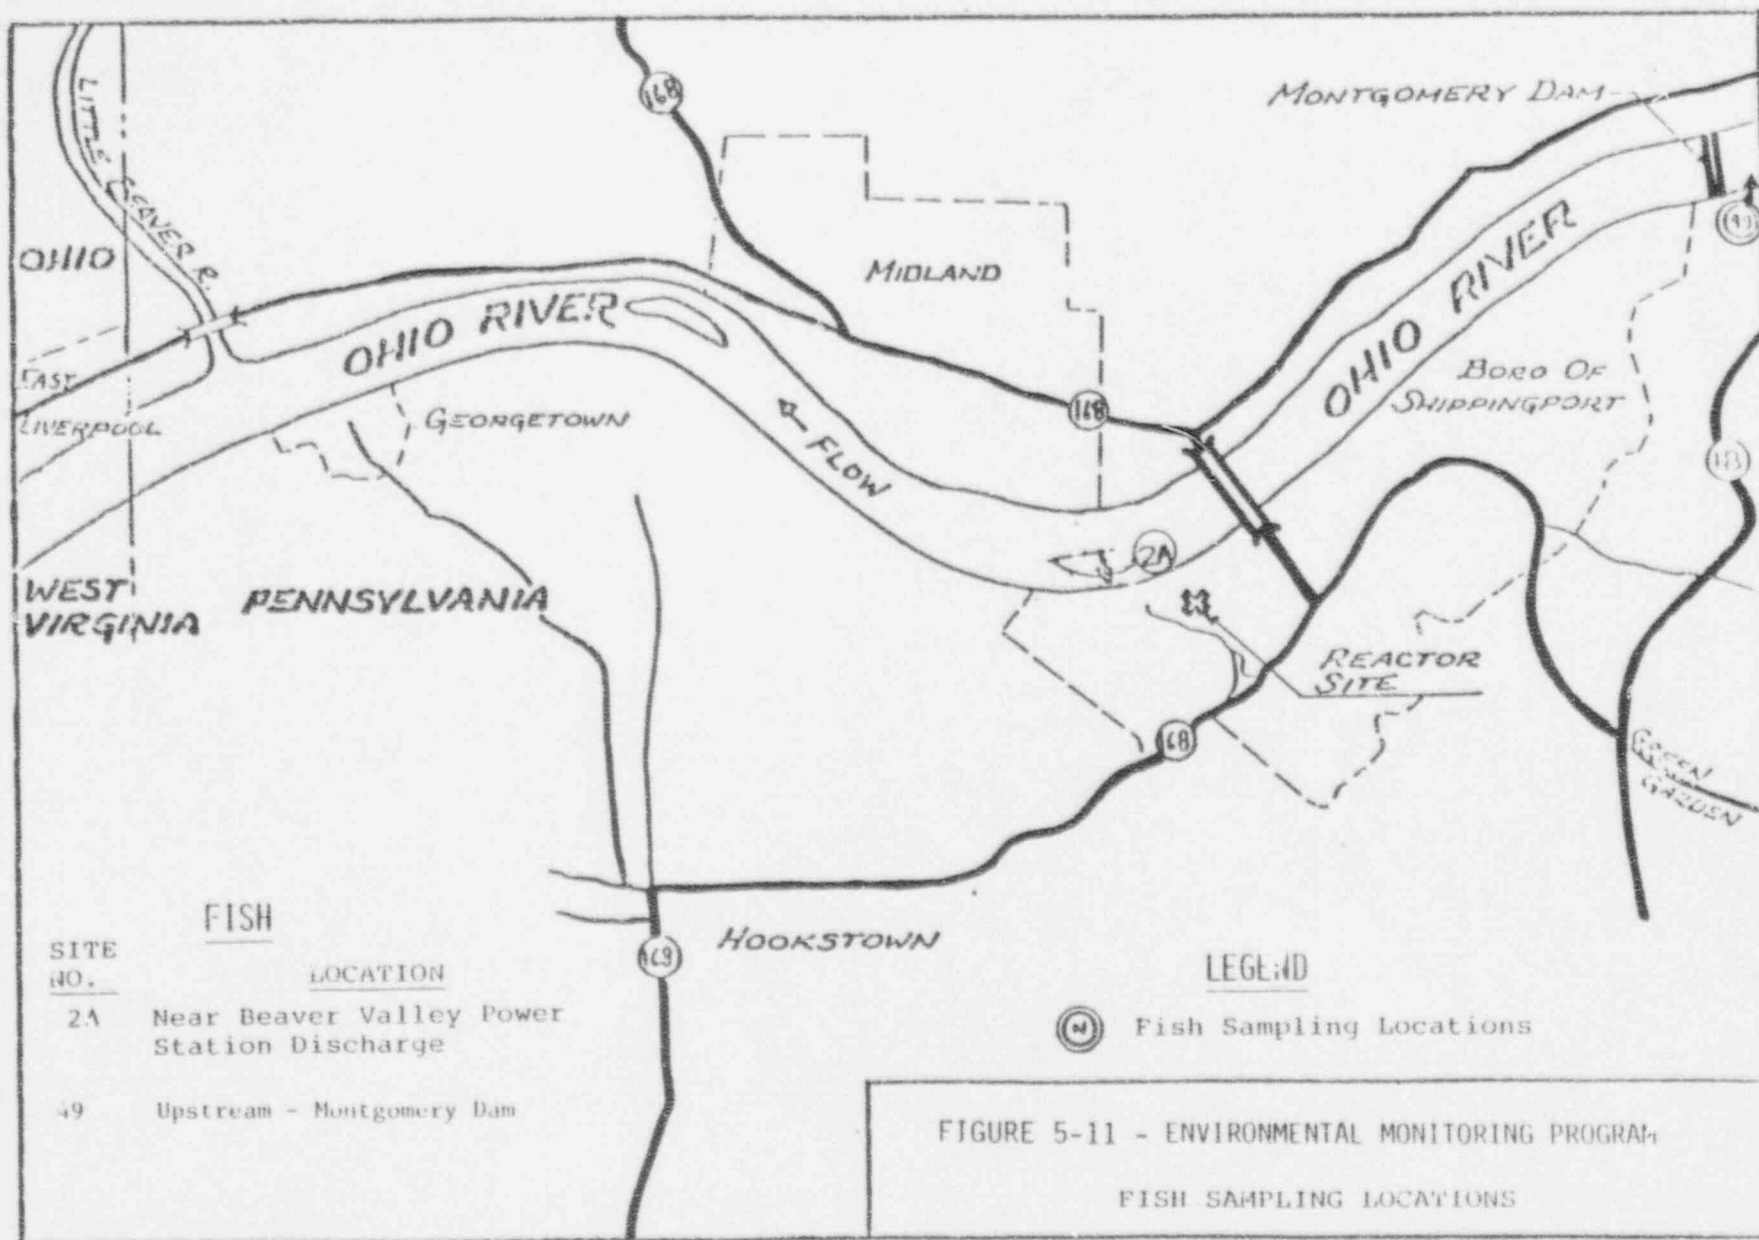 MONTGOMERY DAM
168
LITTLE BEAVER R.
OHIO
MIDLAND
OHIO RIVER
OHIO RIVER
EAST
LIVERPOOL
GEORGETOWN
168
BORO OF
SHIPPINGPORT
FLOW
2A
WEST
VIRGINIA
PENNSYLVANIA
REACTOR
SITE
168
GREEN
GARDEN
HOOKSTOWN
FISH
SITE
NO.
LOCATION
2A Near Beaver Valley Power
Station Discharge
49 Upstream - Montgomery Dam
LEGEND
N Fish Sampling Locations
FIGURE 5-11 - ENVIRONMENTAL MONITORING PROGRAM
FISH SAMPLING LOCATIONS